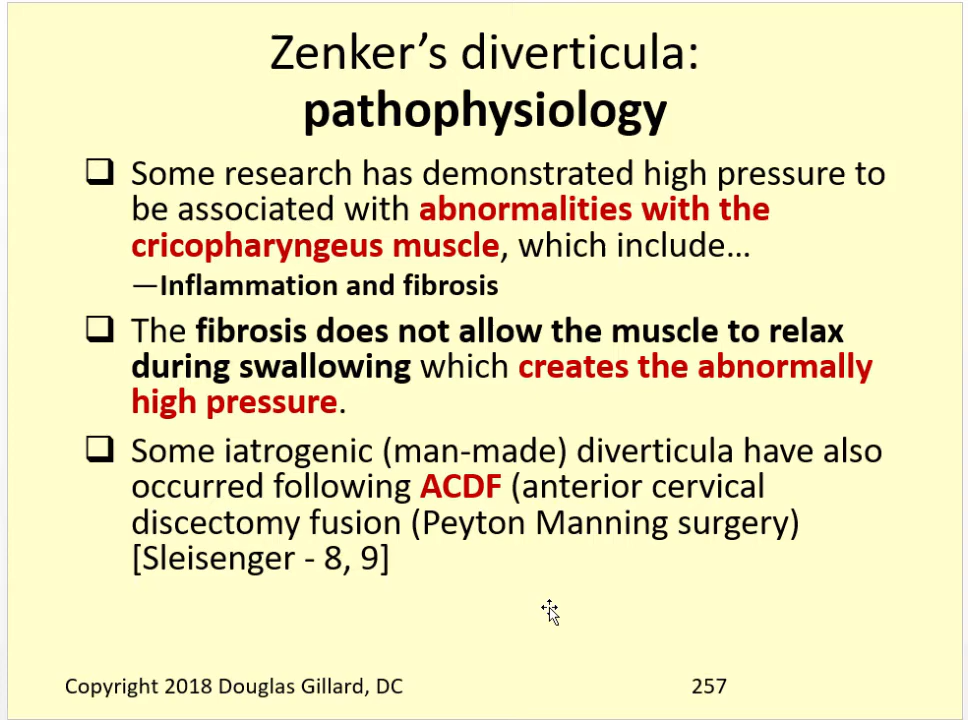 Zenker’s diverticula:
pathophysiology
Some research has demonstrated high pressure to
be associated with abnormalities with the
cricopharyngeus muscle, which include…
—Inflammation and fibrosis
The fibrosis does not allow the muscle to relax
during swallowing which creates the abnormally
high pressure.
Some iatrogenic (man-made) diverticula have also
occurred following ACDF (anterior cervical
discectomy fusion (Peyton Manning surgery)
[Sleisenger - 8, 9]
Copyright 2018 Douglas Gillard, DC 257